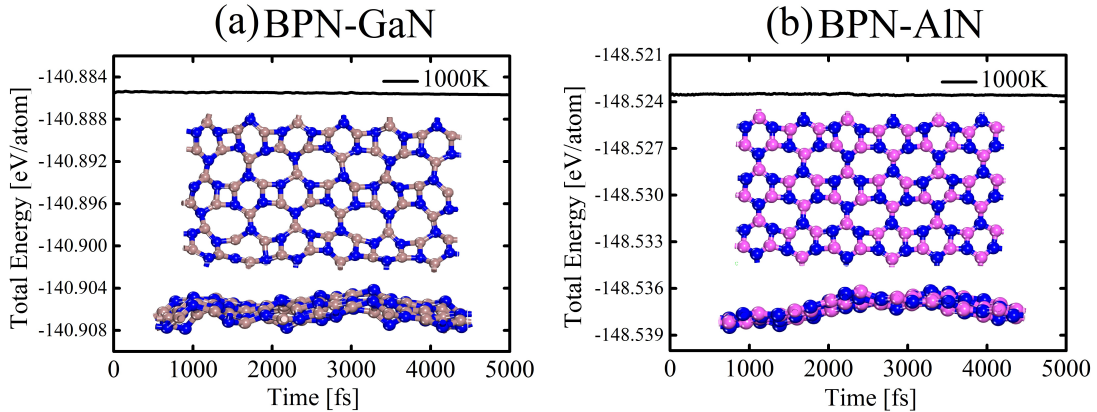 (a) BPN-GaN
1000K
Total Energy [eV/atom]
-140.884
-140.888
-140.892
-140.896
-140.900
-140.904
-140.908
0 1000 2000 3000 4000 5000
Time [fs]
(b) BPN-AlN
1000K
Total Energy [eV/atom]
-148.521
-148.524
-148.527
-148.530
-148.533
-148.536
-148.539
0 1000 2000 3000 4000 5000
Time [fs]